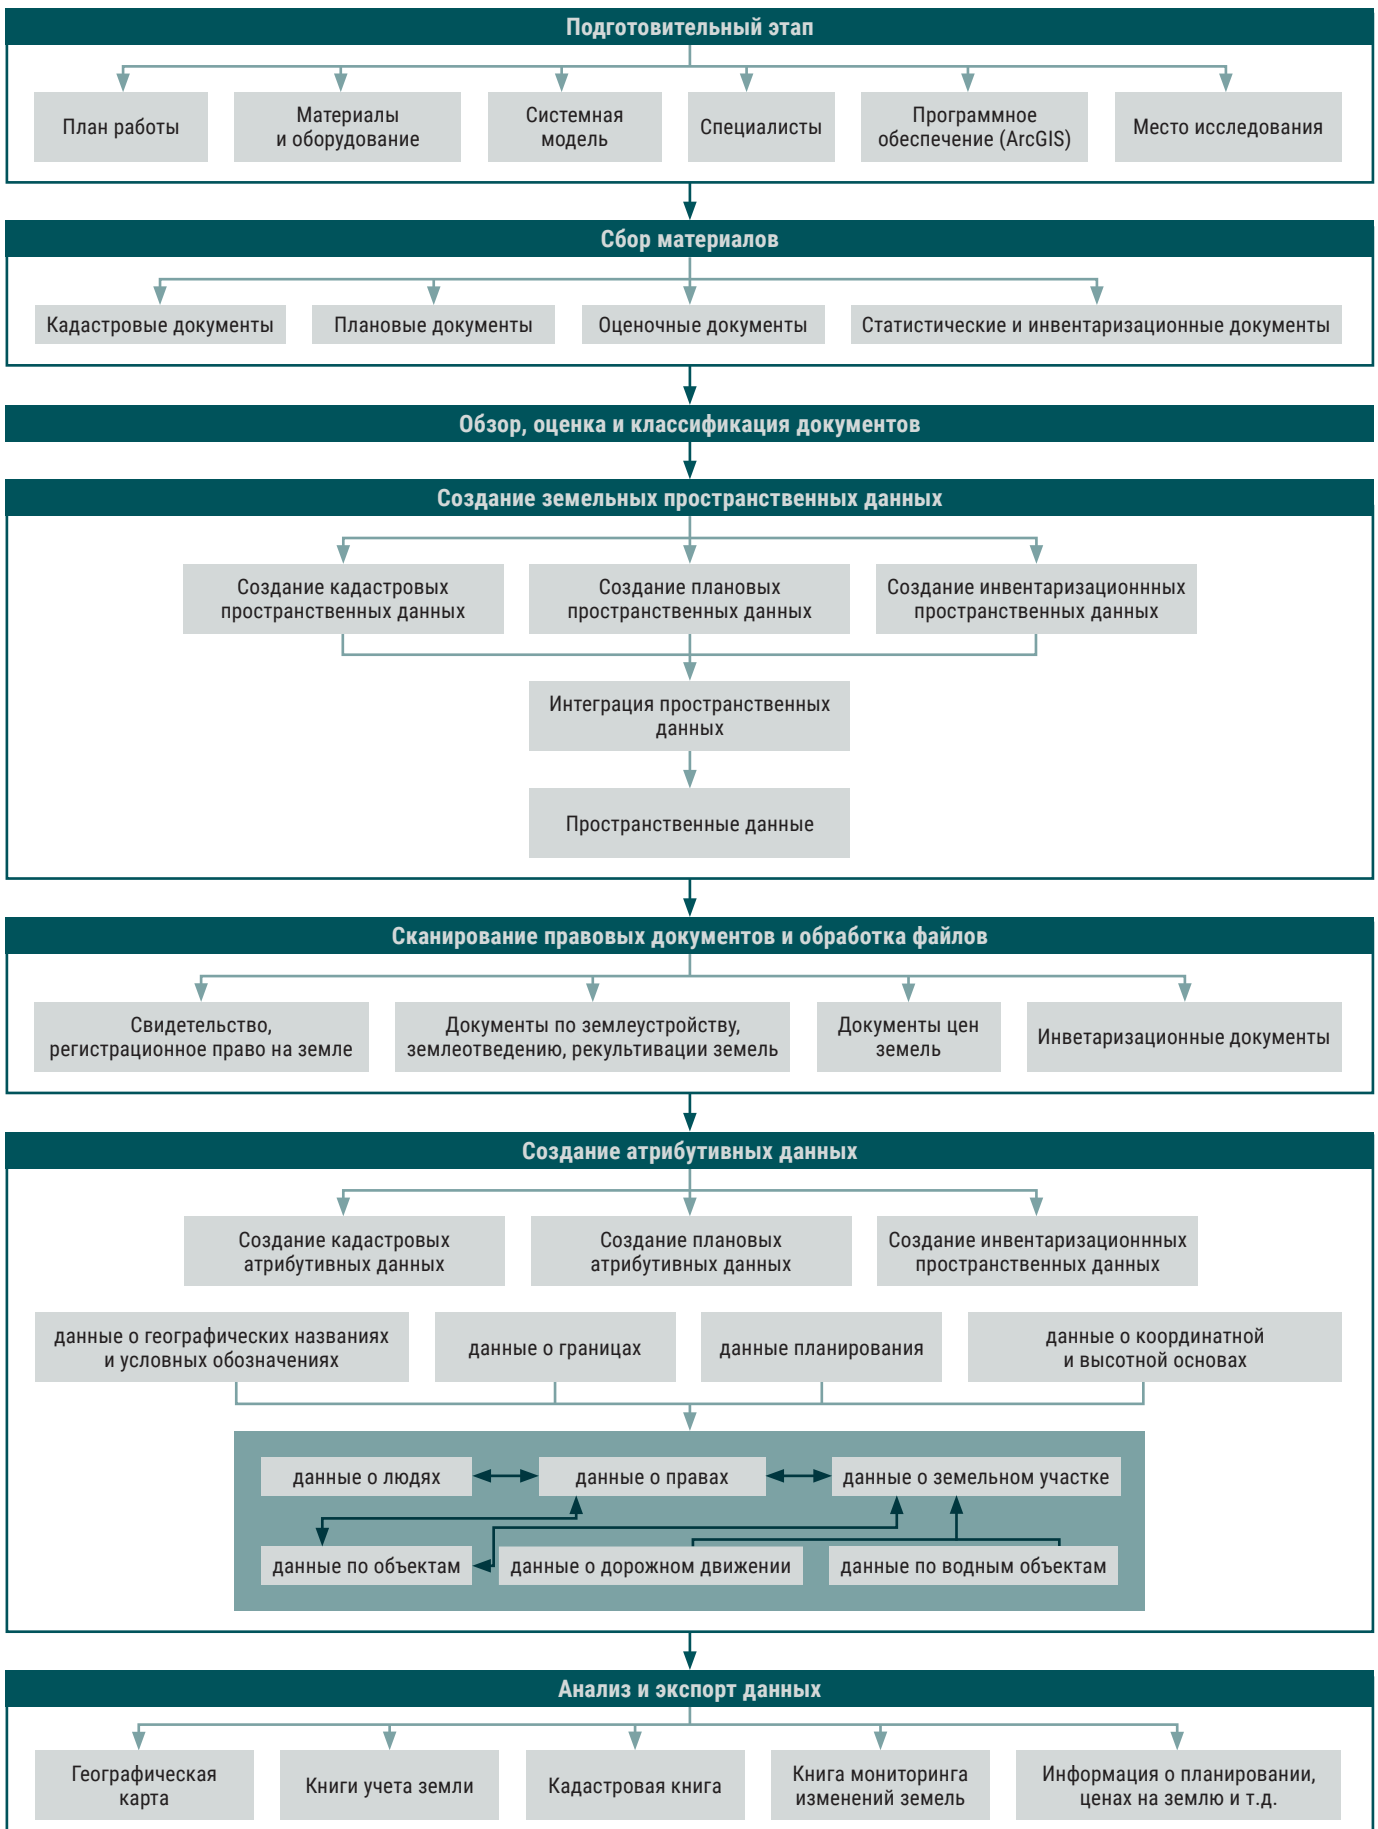 Подготовительный этап
План работы
Материалы
и оборудование
Системная
модель
Специалисты
Программное
обеспечение (ArcGIS)
Место исследования
Сбор материалов
Кадастровые документы
Плановые документы
Оценочные документы
Статистические и инвентаризационные документы
Обзор, оценка и классификация документов
Создание земельных пространственных данных
Создание кадастровых
пространственных данных
Создание плановых
пространственных данных
Создание инвентаризационнных
пространственных данных
Интеграция пространственных
данных
Пространственные данные
Сканирование правовых документов и обработка файлов
Свидетельство,
регистрационное право на земле
Документы по землеустройству,
землеотведению, рекультивации земель
Документы цен
земель
Инветаризационные документы
Создание атрибутивных данных
Создание кадастровых
атрибутивных данных
Создание плановых
атрибутивных данных
Создание инвентаризационнных
пространственных данных
данные о географических названиях
и условных обозначениях
данные о границах
данные планирования
данные о координатной
и высотной основах
данные о людях
данные о правах
данные о земельном участке
данные по объектам
данные о дорожном движении
данные по водным объектам
Анализ и экспорт данных
Географическая
карта
Книги учета земли
Кадастровая книга
Книга мониторинга
изменений земель
Информация о планировании,
ценах на землю и т.д.